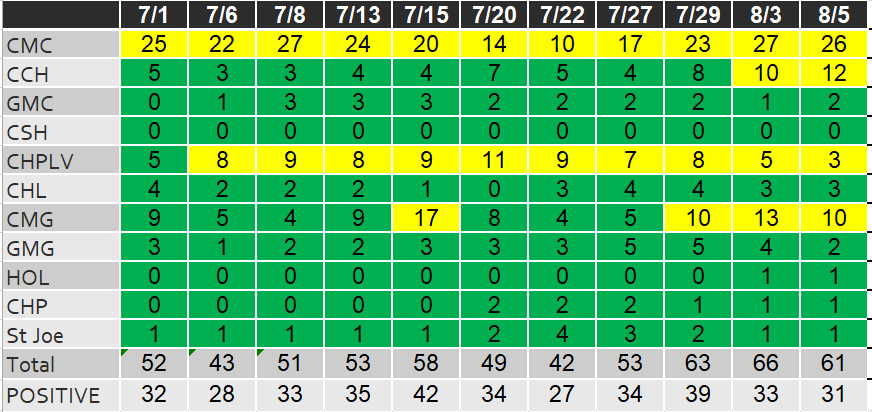 7/1 7/6 7/8 7/13 7/15 7/20 7/22 7/27 7/29 8/3 8/5
CMC 25 22 27 24 20 14 10 17 23 27 26
CCH 5 3 3 4 4 7 5 4 8 10 12
GMC 0 1 3 3 3 2 2 2 2 1 2
CSH 0 0 0 0 0 0 0 0 0 0 0
CHPLV 5 8 9 8 9 11 9 7 8 5 3
CHL 4 2 2 2 1 0 3 4 4 3 3
CMG 9 5 4 9 17 8 4 5 10 13 10
GMG 3 1 2 2 3 3 3 5 5 4 2
HOL 0 0 0 0 0 0 0 0 0 1 1
CHP 0 0 0 0 0 2 2 2 1 1 1
St Joe 1 1 1 1 1 2 4 3 2 1 1
Total 52 43 51 53 58 49 42 53 63 66 61
POSITIVE 32 28 33 35 42 34 27 34 39 33 31